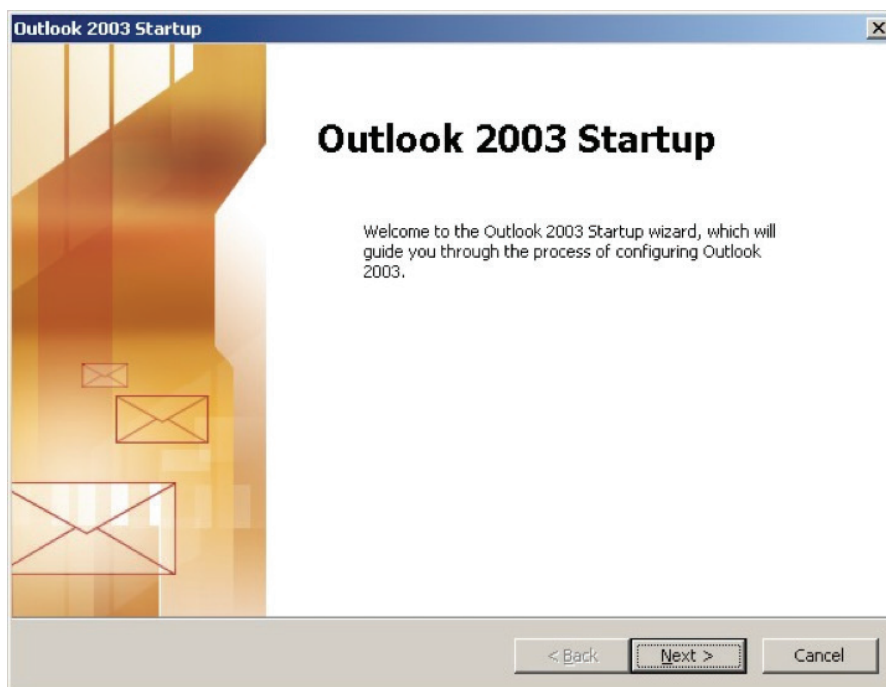 Outlook 2003 Startup
Outlook 2003 Startup
Welcome to the Outlook 2003 Startup wizard, which will
guide you through the process of configuring Outlook
2003.
< Back Next > Cancel